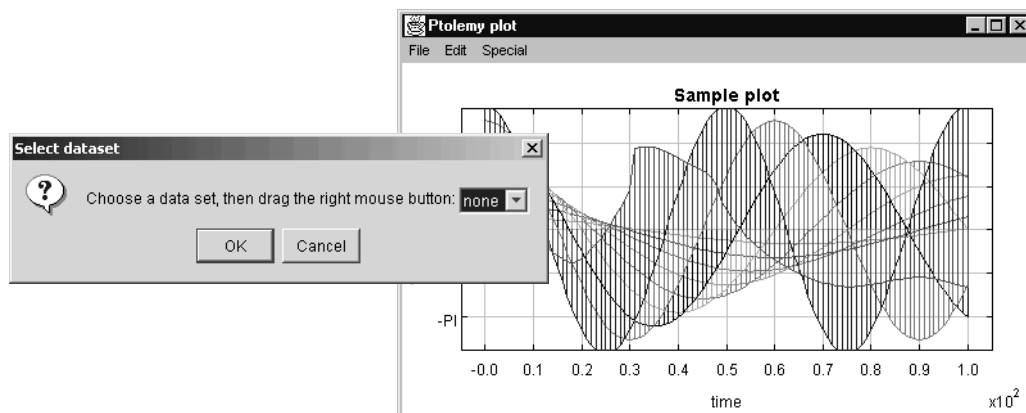 Ptolemy plot
File Edit Special
Sample plot
Select dataset
Choose a data set, then drag the right mouse button: none
OK Cancel
-PI
-0.0 0.1 0.2 0.3 0.4 0.5 0.6 0.7 0.8 0.9 1.0
time x10²